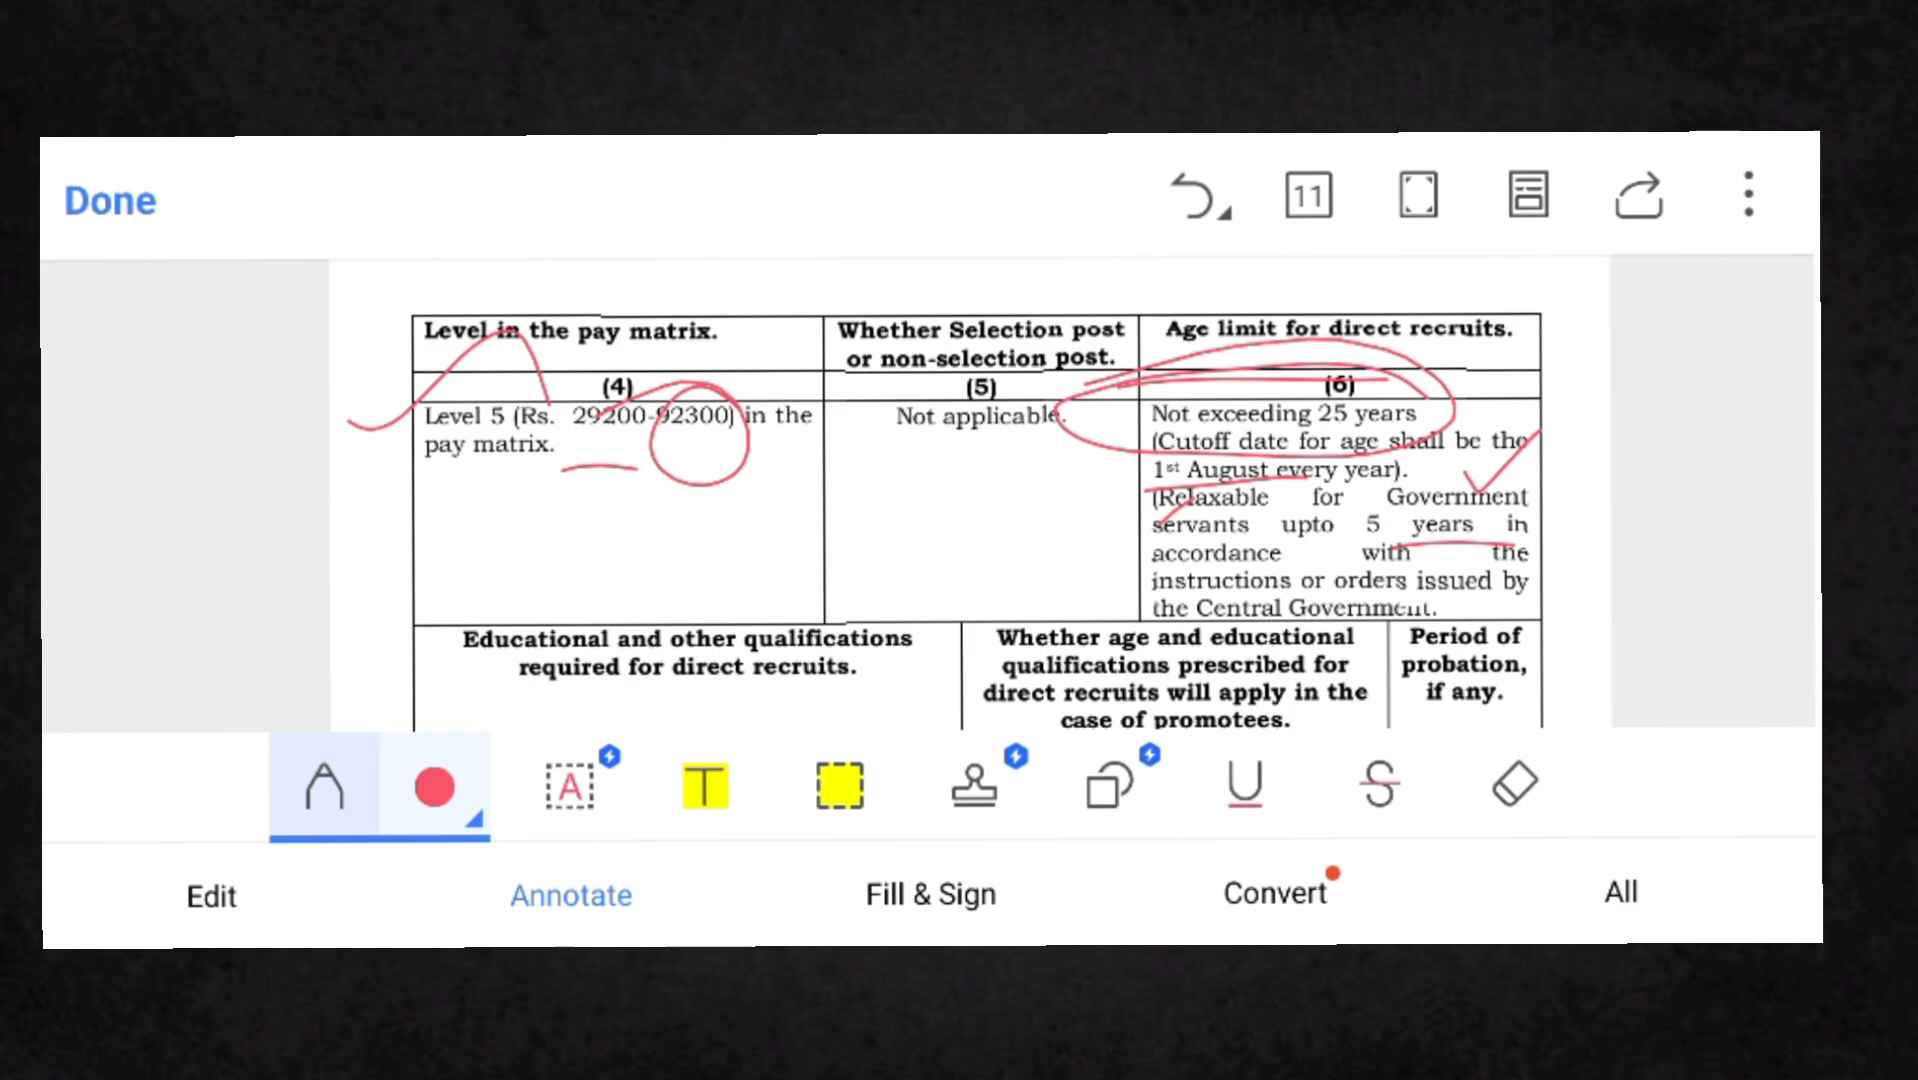 Done
11
Level in the pay matrix.
Whether Selection post
or non-selection post.
Age limit for direct recruits.
(4)
(5)
(6)
Level 5 (Rs. 29200-92300) in the
pay matrix.
Not applicable.
Not exceeding 25 years
(Cutoff date for age shall be the
1st August every year).
(Relaxable for Government
servants upto 5 years in
accordance with the
instructions or orders issued by
the Central Government.
Educational and other qualifications
required for direct recruits.
Whether age and educational
qualifications prescribed for
direct recruits will apply in the
case of promotees.
Period of
probation,
if any.
A
T
U
S
Edit
Annotate
Fill & Sign
Convert
All